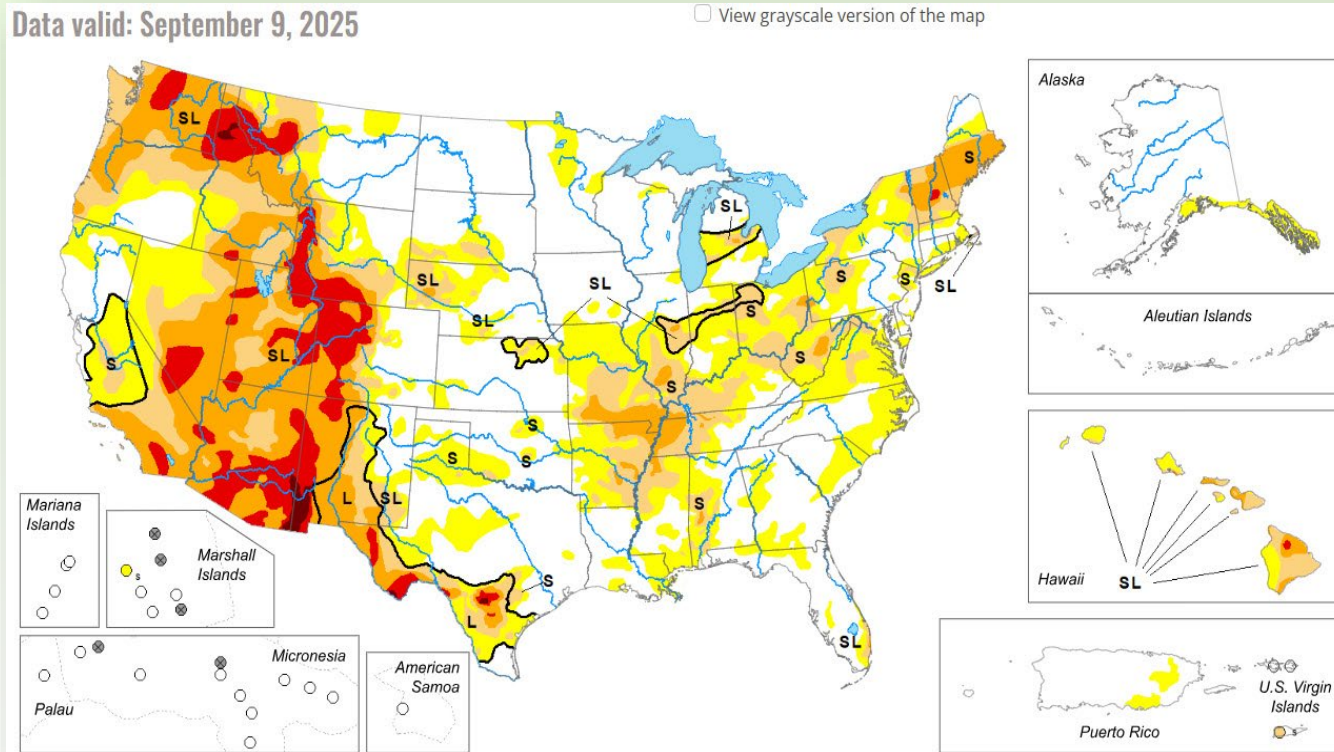 Data valid: September 9, 2025
View grayscale version of the map
Alaska
Aleutian Islands
SL
S
SL
SL
SL
SL
S
S
S
SL
S
SL
S
S
S
S
S
L
SL
S
S
L
SL
Mariana
Islands
Marshall
Islands
S
Micronesia
Palau
American
Samoa
Hawaii
SL
U.S. Virgin
Islands
Puerto Rico
S